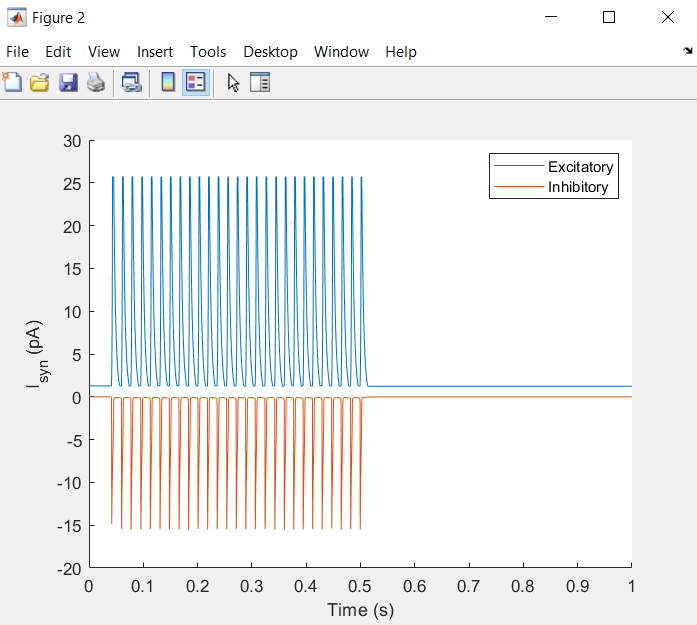 Figure 2
File Edit View Insert Tools Desktop Window Help
30
25
20
15
10
5
0
-5
-10
-15
-20
I_syn (pA)
Excitatory
Inhibitory
0 0.1 0.2 0.3 0.4 0.5 0.6 0.7 0.8 0.9 1
Time (s)